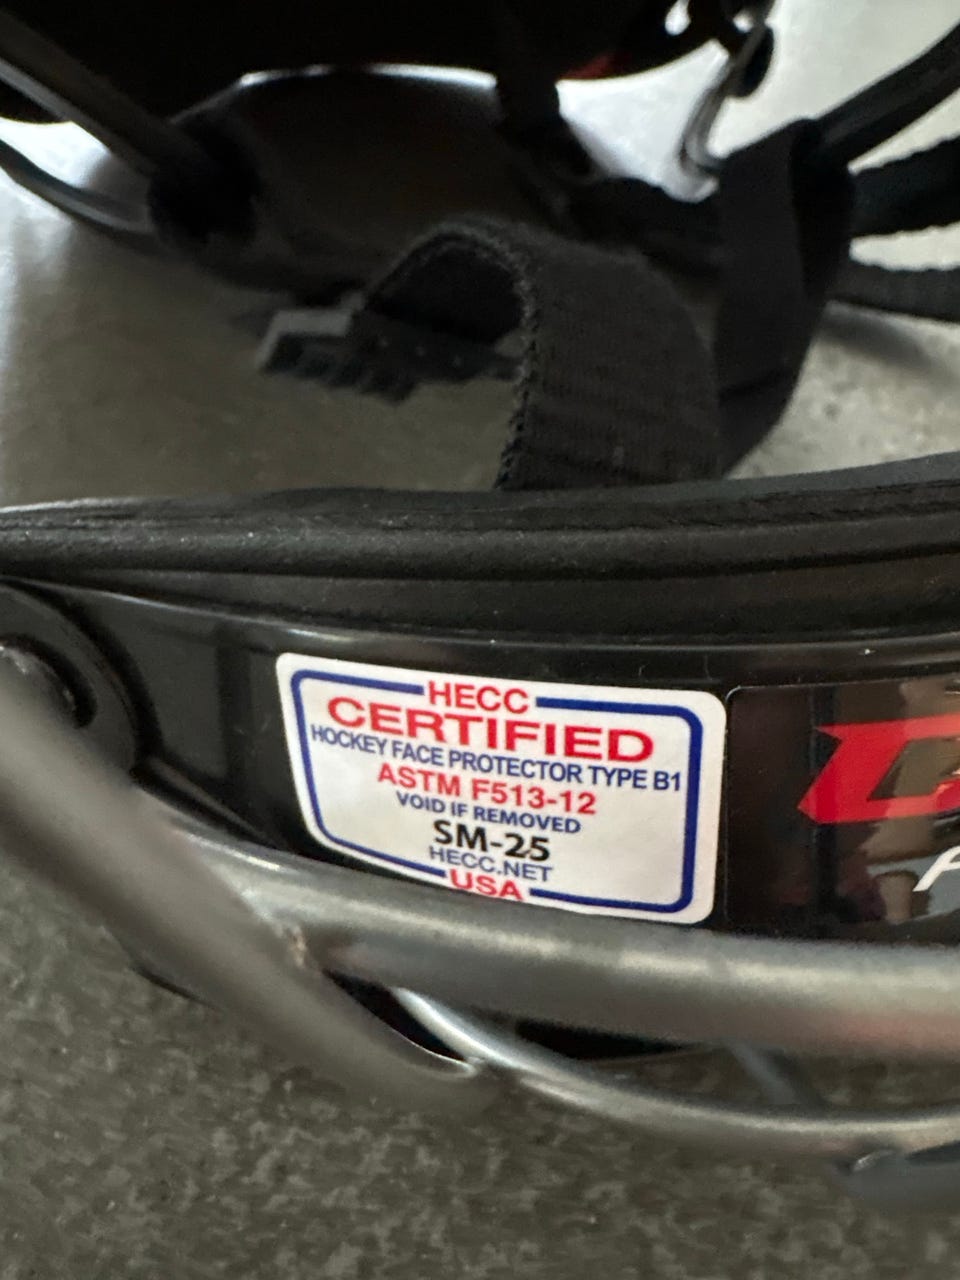 HECC
CERTIFIED
HOCKEY FACE PROTECTOR TYPE B1
ASTM F513-12
VOID IF REMOVED
SM-25
HECC.NET
USA